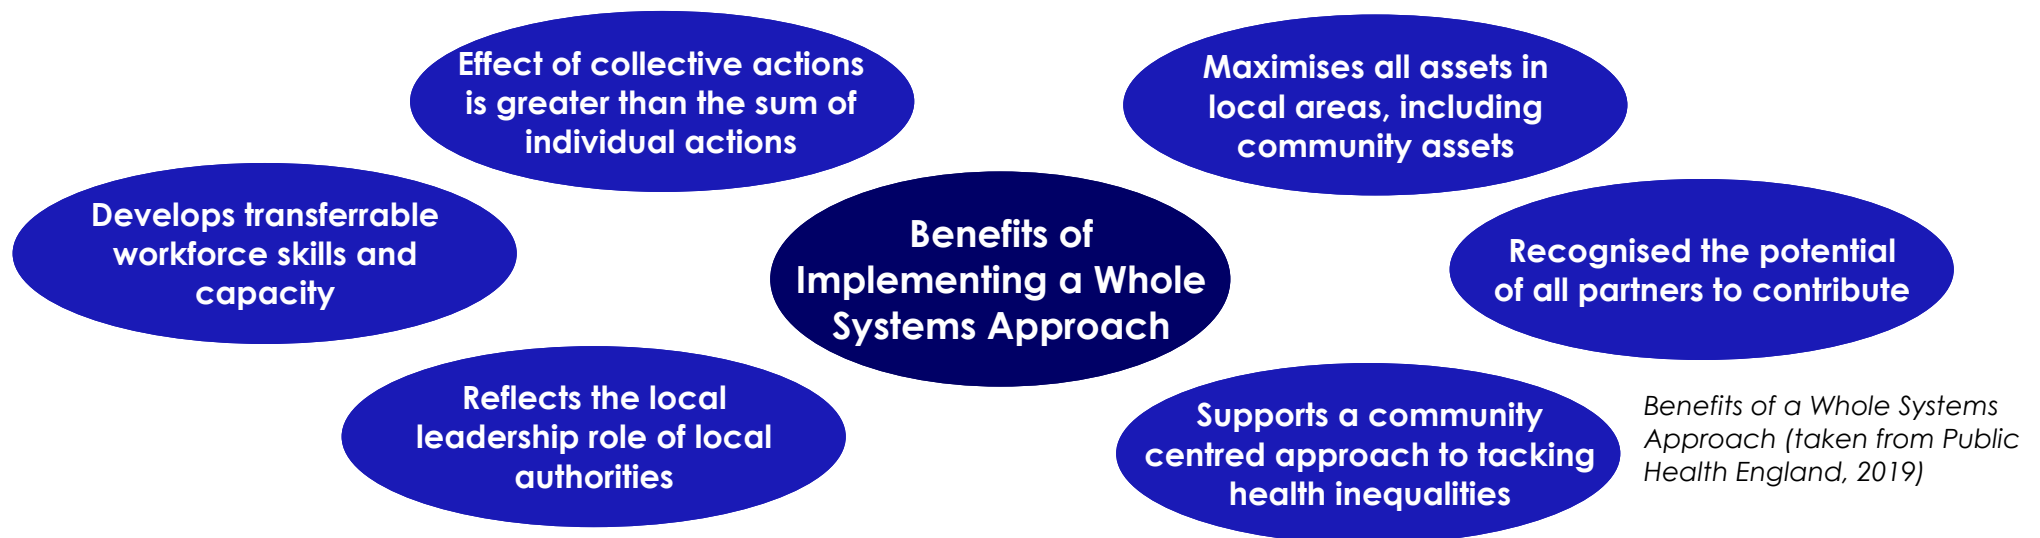 Effect of collective actions
is greater than the sum of
individual actions
Maximises all assets in
local areas, including
community assets
Develops transferrable
workforce skills and
capacity
Benefits of
Implementing a Whole
Systems Approach
Recognised the potential
of all partners to contribute
Reflects the local
leadership role of local
authorities
Supports a community
centred approach to tacking
health inequalities
Benefits of a Whole Systems
Approach (taken from Public
Health England, 2019)